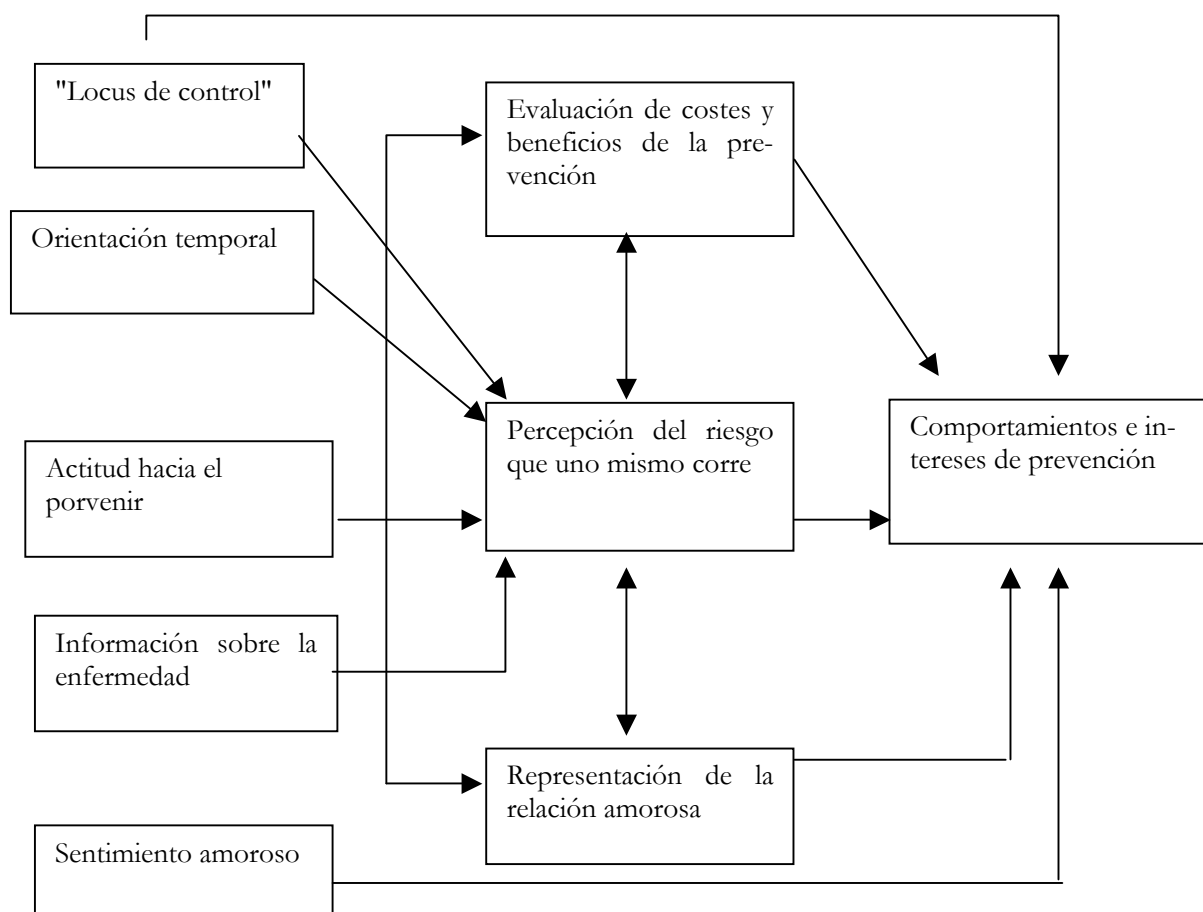 "Locus de control"
Orientación temporal
Actitud hacia el
porvenir
Información sobre la
enfermedad
Sentimiento amoroso
Evaluación de costes y
beneficios de la pre-
vención
Percepción del riesgo
que uno mismo corre
Representación de la
relación amorosa
Comportamientos e in-
tereses de prevención